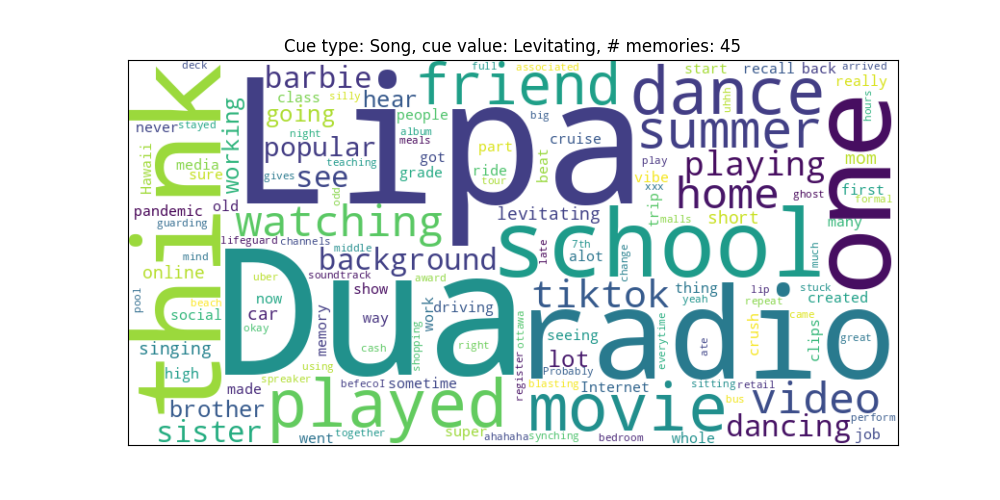 Cue type: Song, cue value: Levitating, # memories: 45
deck
full
associated
start
recall
back
arrived
barbie
friend
dance
really
think
class
silly
hear
uhhh
hours
going
people
big
summer
never
stayed
working
night
album
meals
part
cruise
one
popular
got
beat
play
playing
mom
Hawaii
media
sure
teaching
see
grade
ride
tour
vibe
xxx
home
ghost
first
formal
gives
odd
Lipa
trip
pandemic
old
guarding
watching
levitating
malls
short
many
lifeguard
channels
middle
late
7th
alot
school
change
much
mind
background
online
uber
soundtrack
award
tiktok
thing
yeah
lip
stuck
created
pool
beach
now
show
driving
repeat
came
social
car
okay
memory
way
work
Dua
radio
seeing
everytime
crush
clips
great
singing
cash
shopping
right
ottawa
lot
ate
high
using
Probably
made
spreaker
befecoI
sometime
register
blasting
Internet
sitting
retail
bus
video
brother
played
movie
perform
sister
went
together
super
ahahaha
synching
bedroom
whole
dancing
job